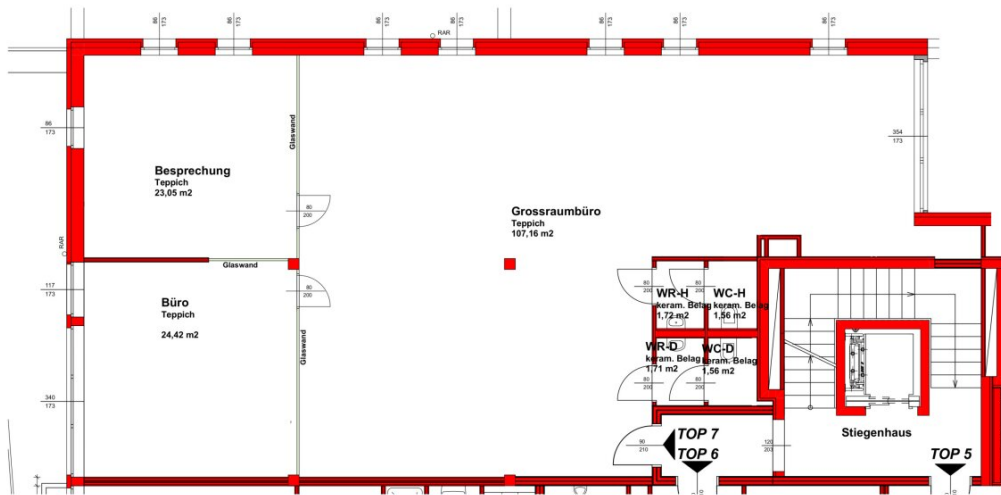 86
173
86
173
86
173
86
173
86
173
86
173
86
173
RAR
Glaswand
86
173
354
173
Besprechung
Teppich
23,05 m2
80
200
Grossraumbüro
Teppich
107,16 m2
RAR
Glaswand
117
173
80
200
Büro
Teppich
24,42 m2
Glaswand
80
200
80
200
WR-H
keram. Belag
1,72 m2
WC-H
keram. Belag
1,56 m2
WR-D
keram. Belag
1,71 m2
WC-D
keram. Belag
1,56 m2
80
200
80
200
340
173
90
210
TOP 7
TOP 6
120
203
Stiegenhaus
TOP 5